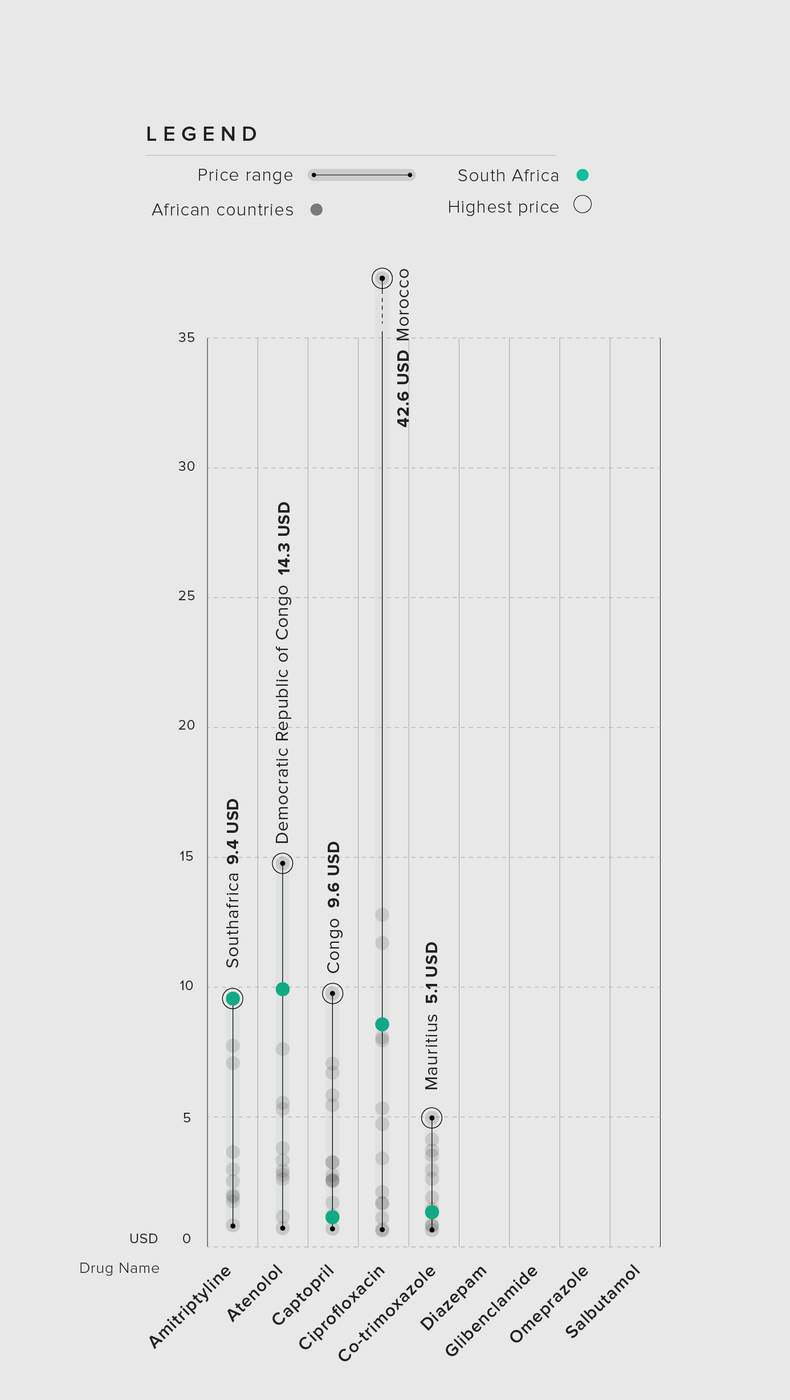 LEGEND
Price range
South Africa
African countries
Highest price
35
30
25
20
15
10
5
0
USD
Drug Name
Southafrica 9.4 USD
Democratic Republic of Congo 14.3 USD
Congo 9.6 USD
42.6 USD Morocco
Mauritius 5.1 USD
Amitriptyline
Atenolol
Captopril
Ciprofloxacin
Co-trimoxazole
Diazepam
Glibenclamide
Omeprazole
Salbutamol